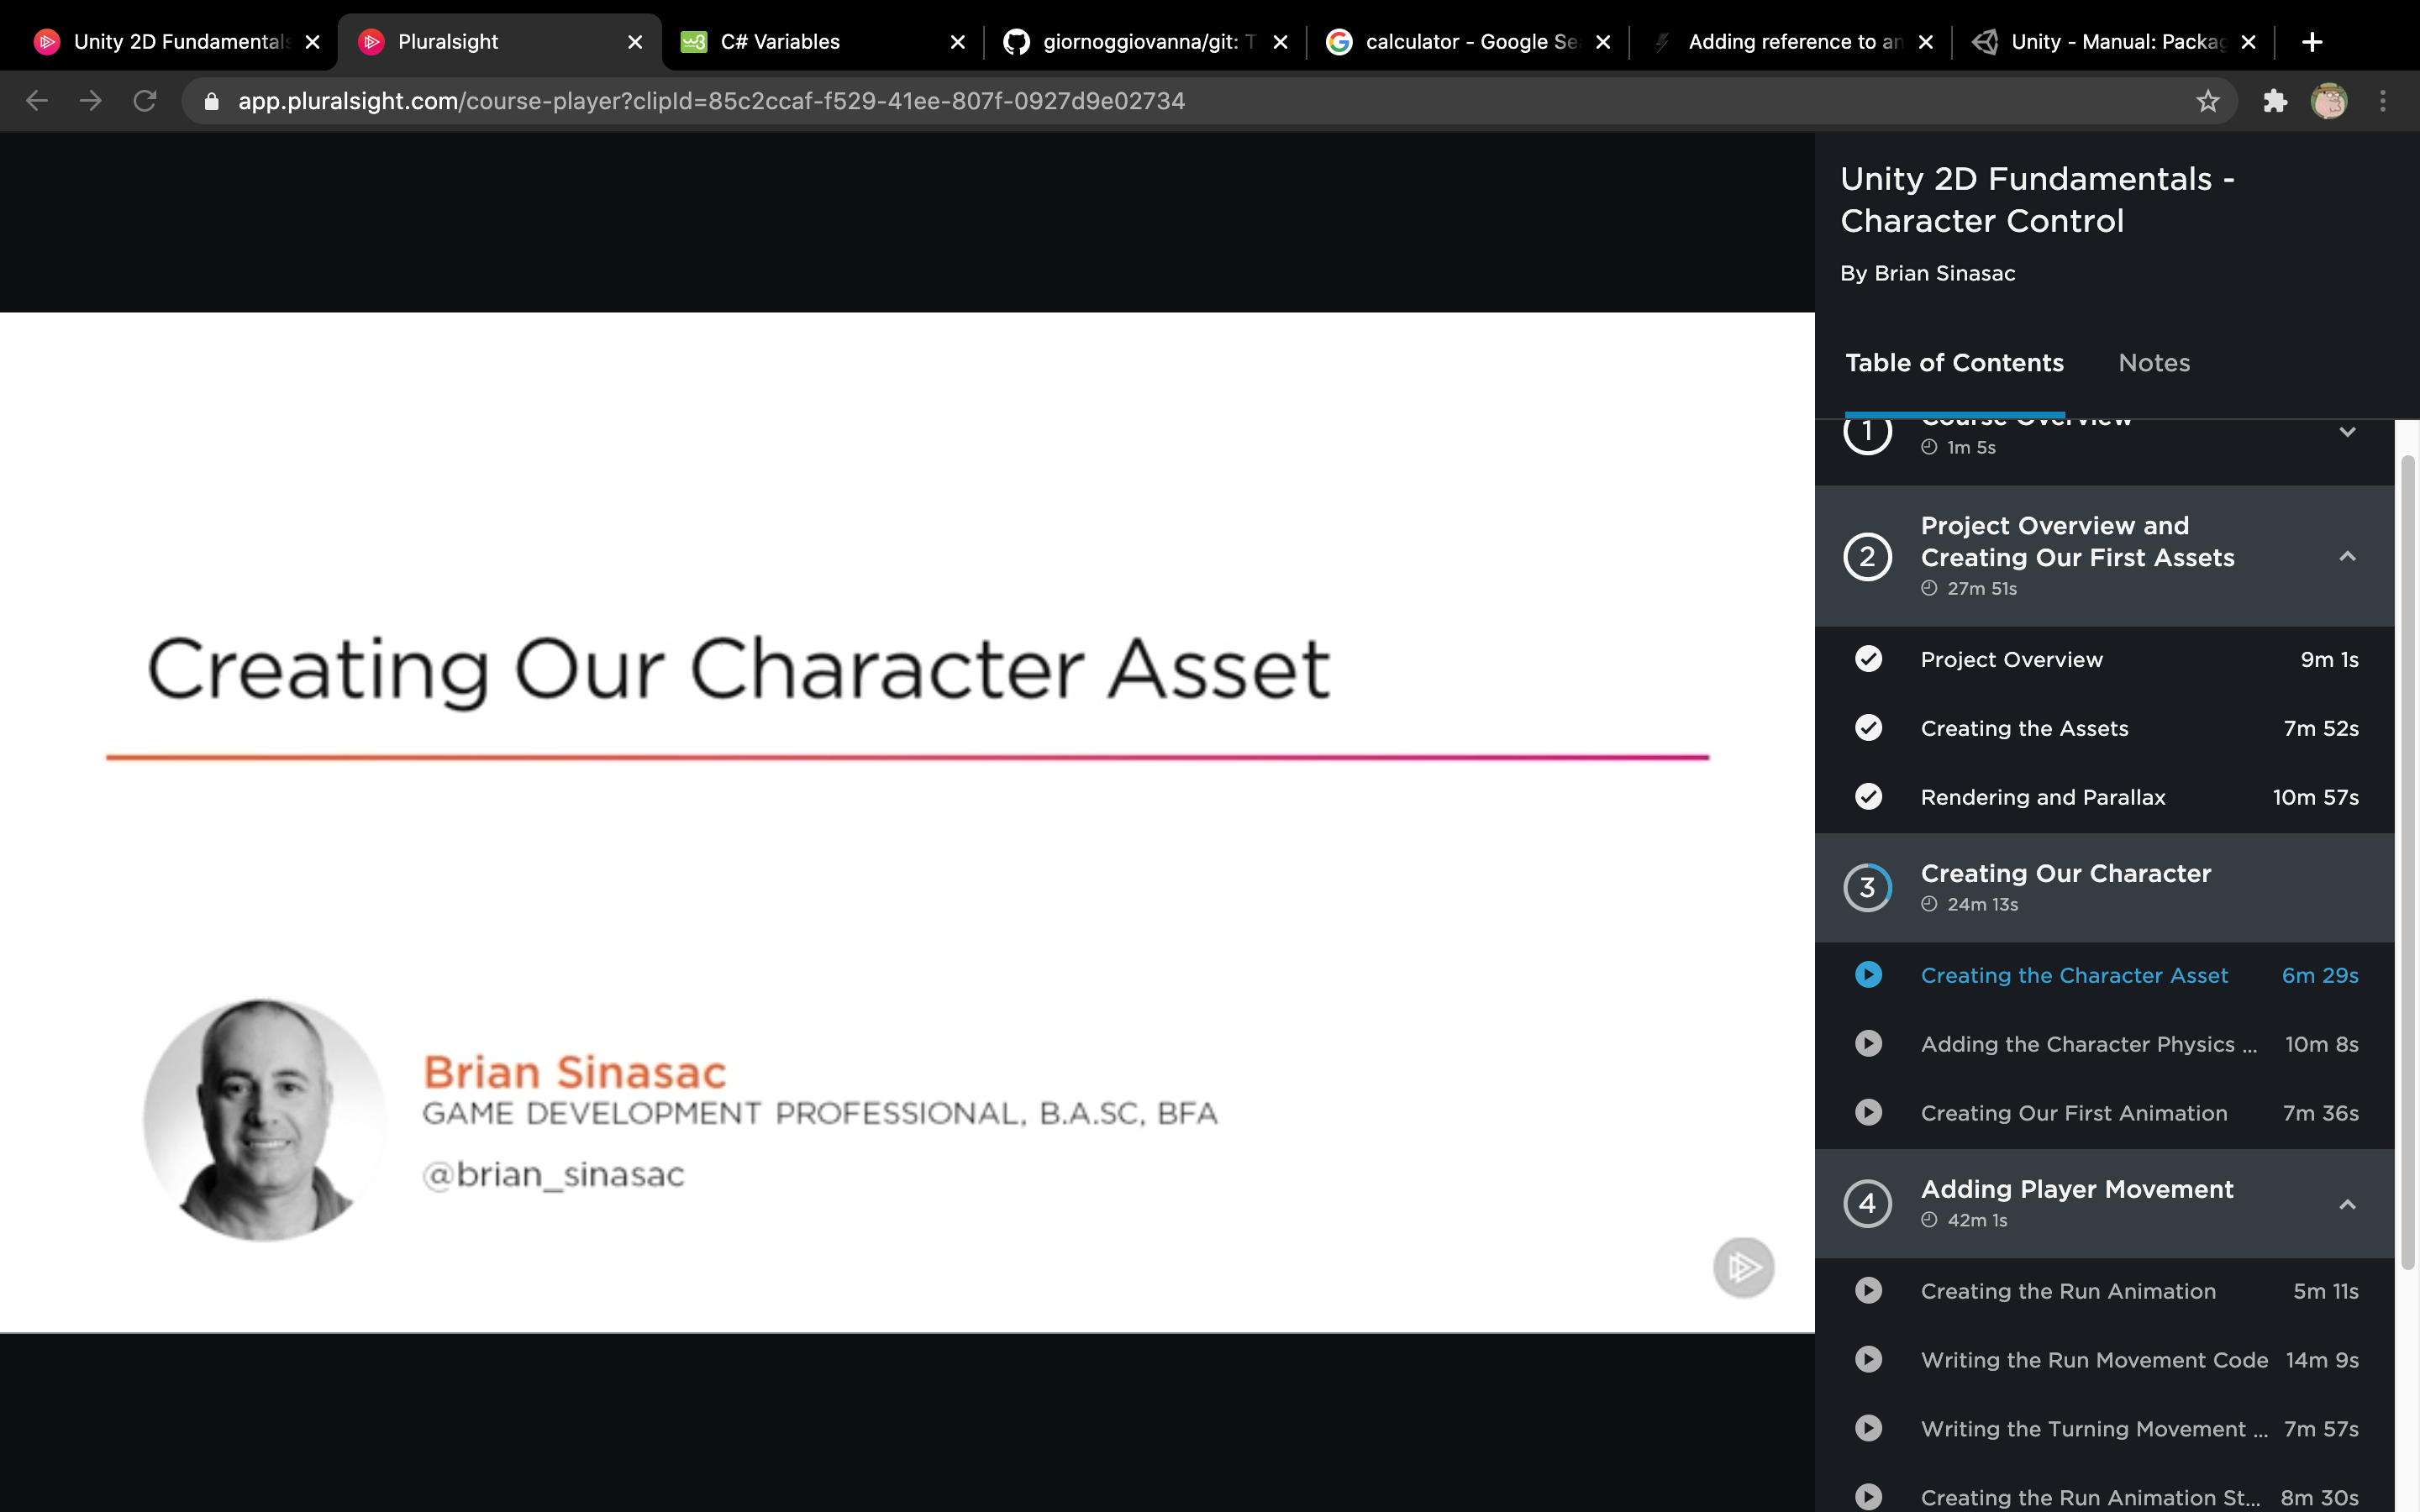 Unity 2D Fundamentals
Pluralsight
C# Variables
giornoggiovanna/git: T
calculator - Google Se
Adding reference to an
Unity - Manual: Packag
app.pluralsight.com/course-player?clipId=85c2ccaf-f529-41ee-807f-0927d9e02734
Creating Our Character Asset
Brian Sinasac
GAME DEVELOPMENT PROFESSIONAL, B.A.SC, BFA
@brian_sinasac
Unity 2D Fundamentals -
Character Control
By Brian Sinasac
Table of Contents
Notes
1
Course Overview
1m 5s
2
Project Overview and
Creating Our First Assets
27m 51s
Project Overview 9m 1s
Creating the Assets 7m 52s
Rendering and Parallax 10m 57s
3
Creating Our Character
24m 13s
Creating the Character Asset 6m 29s
Adding the Character Physics ... 10m 8s
Creating Our First Animation 7m 36s
4
Adding Player Movement
42m 1s
Creating the Run Animation 5m 11s
Writing the Run Movement Code 14m 9s
Writing the Turning Movement ... 7m 57s
Creating the Run Animation St... 8m 30s